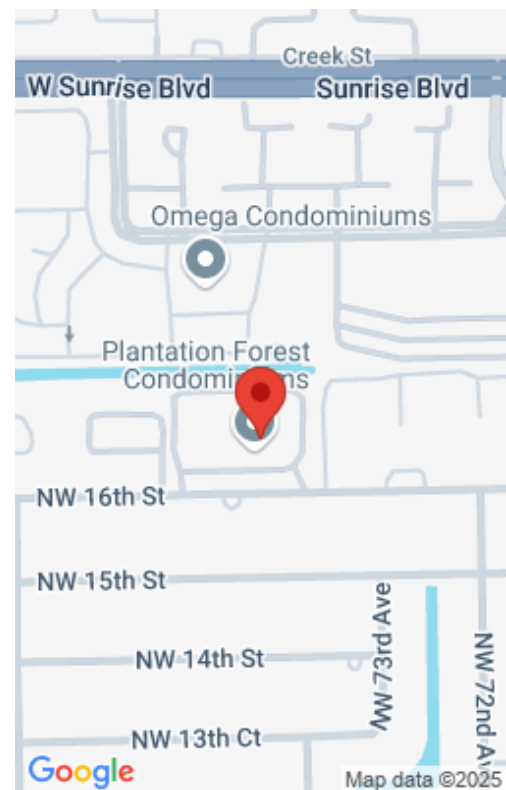 Creek St
W Sunrise Blvd
Sunrise Blvd
Omega Condominiums
Plantation Forest
Condominiums
NW 16th St
NW 15th St
NW 73rd Ave
NW 14th St
NW 72nd Av
NW 13th Ct
Google
Map data ©2025